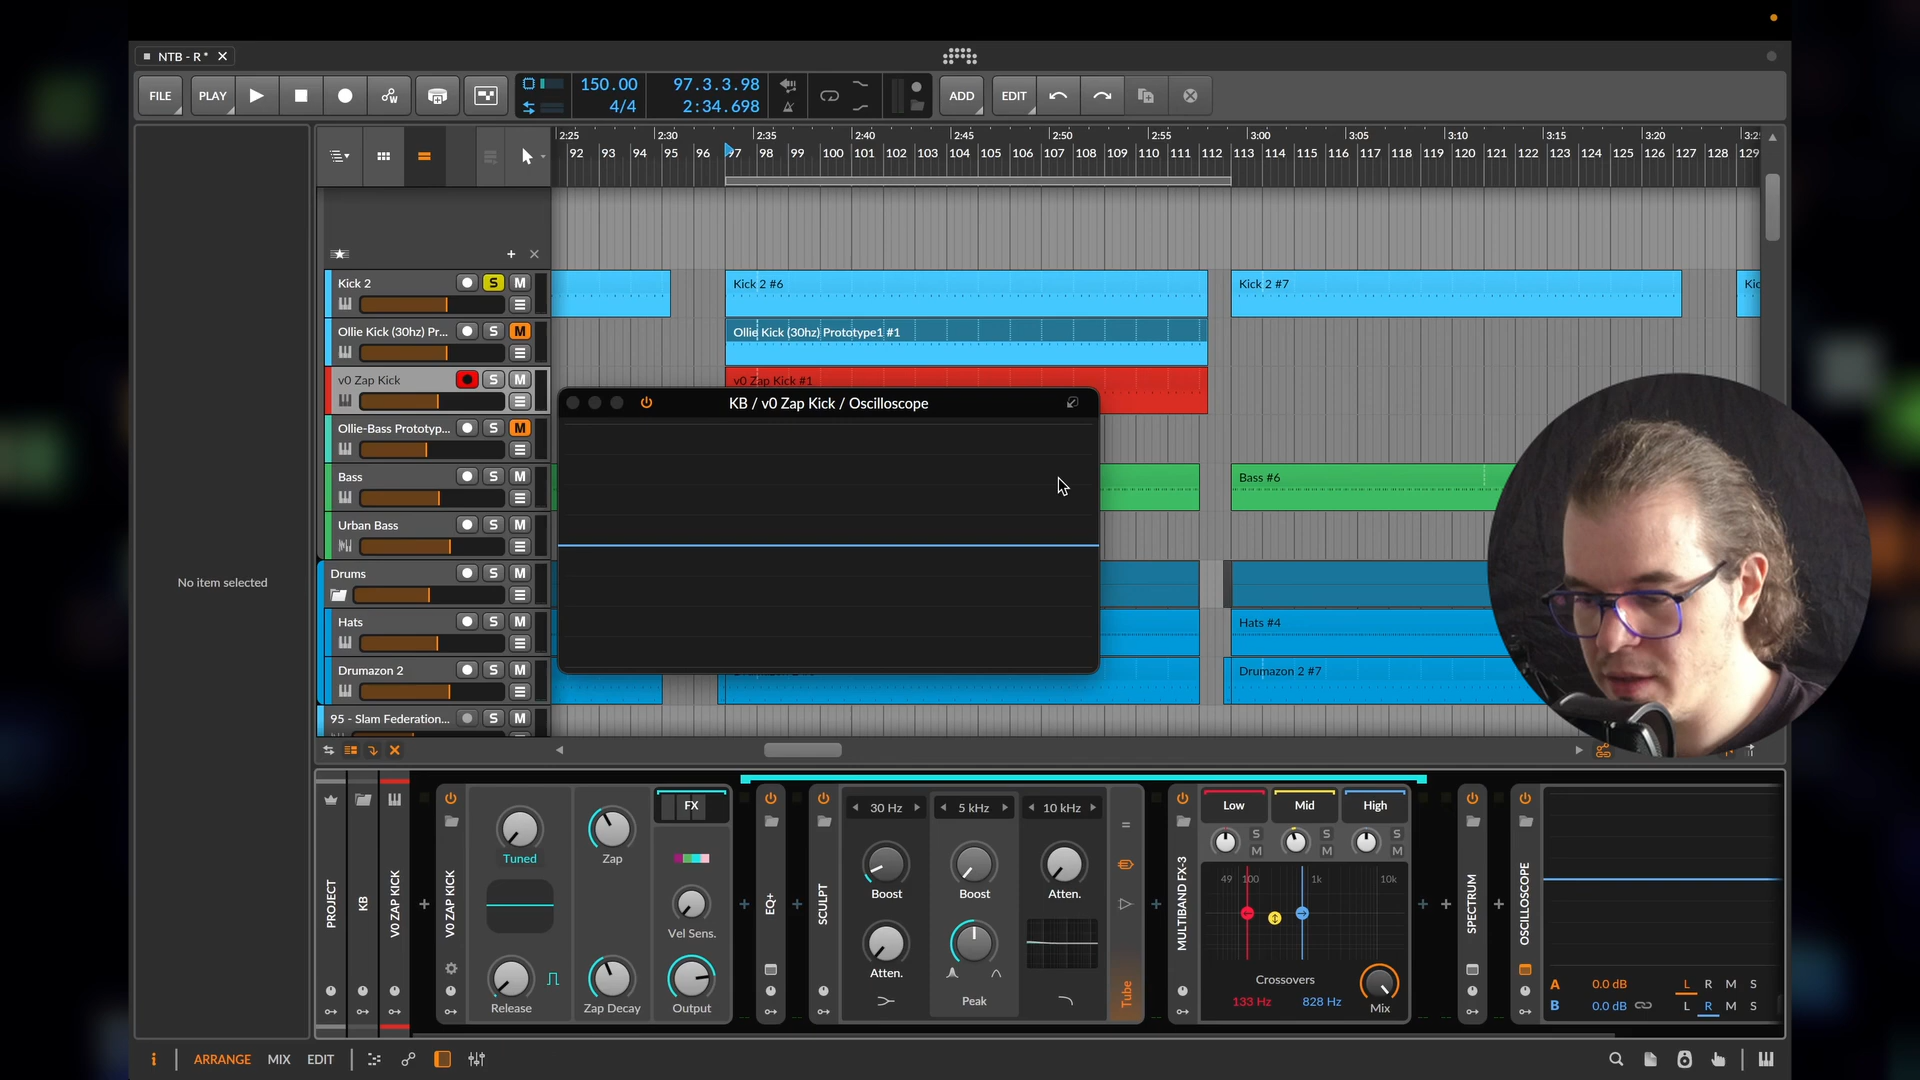 NTB - R*
FILE
PLAY
150.00
4/4
97.3.3.98
2:34.698
ADD
EDIT
2:25 2:30 2:35 2:40 2:45 2:50 2:55 3:00 3:05 3:10 3:15 3:20 3:25
92 93 94 95 96 97 98 99 100 101 102 103 104 105 106 107 108 109 110 111 112 113 114 115 116 117 118 119 120 121 122 123 124 125 126 127 128 129
Kick 2 S M
Kick 2 #6
Kick 2 #7
Kic
Ollie Kick (30hz) Pr... M
Ollie Kick (30hz) Prototype1 #1
v0 Zap Kick S M
v0 Zap Kick #1
KB / v0 Zap Kick / Oscilloscope
Ollie-Bass Prototyp... S M
Bass S M
Bass #6
Urban Bass S M
No item selected
Drums S M
Hats S M
Hats #4
Drumazon 2 S M
Drumazon 2 #7
95 - Slam Federation... S M
PROJECT
KB
V0 ZAP KICK
V0 ZAP KICK
Tuned
Zap
FX
Vel Sens.
Release
Zap Decay
Output
EQ+
SCULPT
30 Hz
5 kHz
10 kHz
Boost
Boost
Atten.
Atten.
Peak
Tube
MULTIBAND FX-3
Low
Mid
High
S S S
M M M
49 100 1k 10k
Crossovers
133 Hz
828 Hz
Mix
SPECTRUM
OSCILLOSCOPE
A 0.0 dB L R M S
B 0.0 dB L R M S
i
ARRANGE
MIX
EDIT